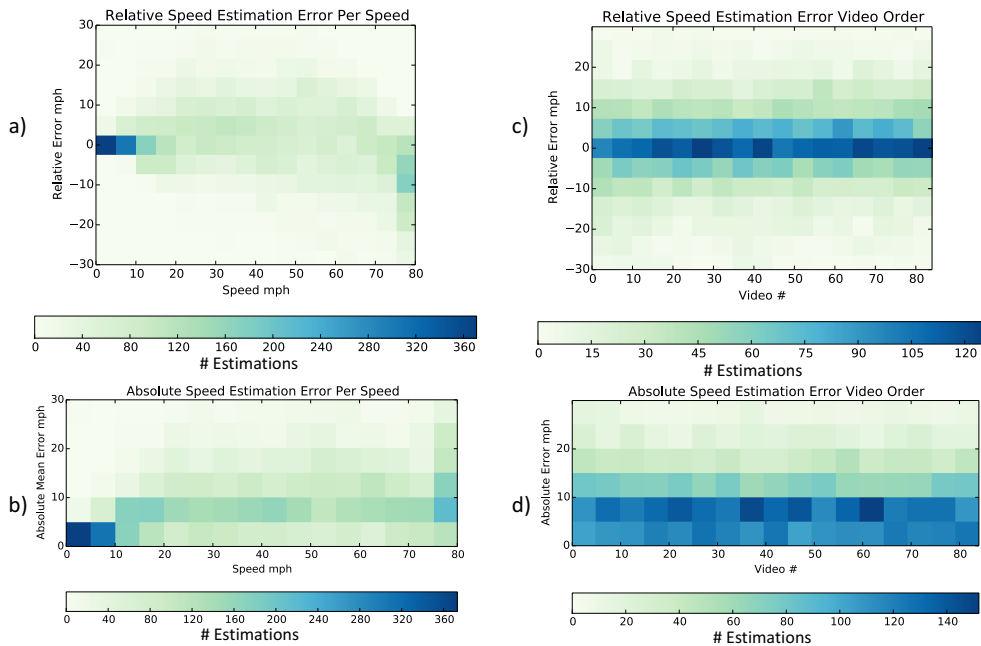 Relative Speed Estimation Error Per Speed
a)
Relative Error mph
30
20
10
0
−10
−20
−30
0 10 20 30 40 50 60 70 80
Speed mph
0 40 80 120 160 200 240 280 320 360
# Estimations
Absolute Speed Estimation Error Per Speed
b)
Absolute Mean Error mph
30
20
10
0
0 10 20 30 40 50 60 70 80
Speed mph
0 40 80 120 160 200 240 280 320 360
# Estimations
Relative Speed Estimation Error Video Order
c)
Relative Error mph
30
20
10
0
−10
−20
−30
0 10 20 30 40 50 60 70 80
Video #
0 15 30 45 60 75 90 105 120
# Estimations
Absolute Speed Estimation Error Video Order
d)
Absolute Error mph
20
10
0
0 10 20 30 40 50 60 70 80
Video #
0 20 40 60 80 100 120 140
# Estimations